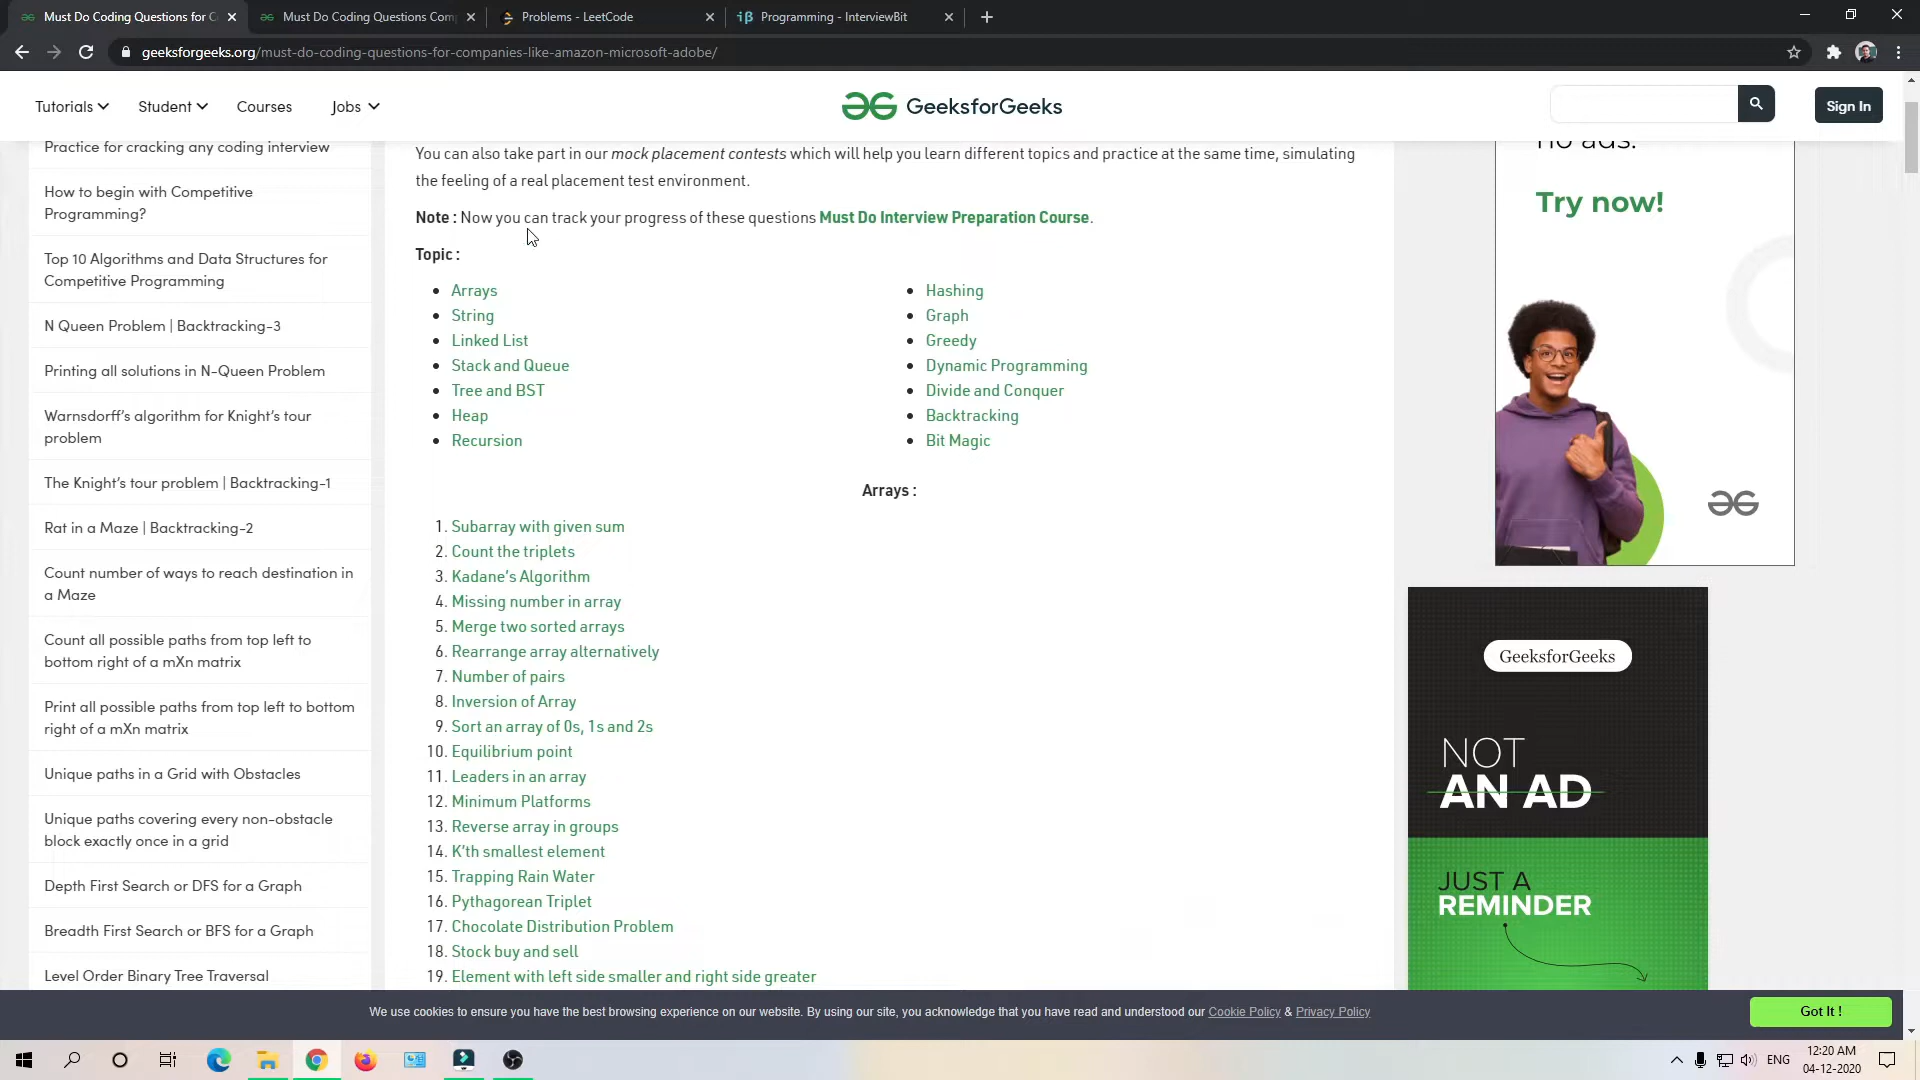 Must Do Coding Questions for C
Must Do Coding Questions Com
Problems - LeetCode
Programming - InterviewBit
geeksforgeeks.org/must-do-coding-questions-for-companies-like-amazon-microsoft-adobe/
Tutorials
Student
Courses
Jobs
GeeksforGeeks
Sign In
Practice for cracking any coding interview
How to begin with Competitive
Programming?
Top 10 Algorithms and Data Structures for
Competitive Programming
N Queen Problem | Backtracking-3
Printing all solutions in N-Queen Problem
Warnsdorff's algorithm for Knight's tour
problem
The Knight's tour problem | Backtracking-1
Rat in a Maze | Backtracking-2
Count number of ways to reach destination in
a Maze
Count all possible paths from top left to
bottom right of a mXn matrix
Print all possible paths from top left to bottom
right of a mXn matrix
Unique paths in a Grid with Obstacles
Unique paths covering every non-obstacle
block exactly once in a grid
Depth First Search or DFS for a Graph
Breadth First Search or BFS for a Graph
Level Order Binary Tree Traversal
You can also take part in our mock placement contests which will help you learn different topics and practice at the same time, simulating
the feeling of a real placement test environment.
Note : Now you can track your progress of these questions Must Do Interview Preparation Course.
Topic :
Arrays
String
Linked List
Stack and Queue
Tree and BST
Heap
Recursion
Hashing
Graph
Greedy
Dynamic Programming
Divide and Conquer
Backtracking
Bit Magic
Arrays :
1. Subarray with given sum
2. Count the triplets
3. Kadane's Algorithm
4. Missing number in array
5. Merge two sorted arrays
6. Rearrange array alternatively
7. Number of pairs
8. Inversion of Array
9. Sort an array of 0s, 1s and 2s
10. Equilibrium point
11. Leaders in an array
12. Minimum Platforms
13. Reverse array in groups
14. K'th smallest element
15. Trapping Rain Water
16. Pythagorean Triplet
17. Chocolate Distribution Problem
18. Stock buy and sell
19. Element with left side smaller and right side greater
no ads.
Try now!
GeeksforGeeks
NOT
AN AD
JUST A
REMINDER
We use cookies to ensure you have the best browsing experience on our website. By using our site, you acknowledge that you have read and understood our Cookie Policy & Privacy Policy
Got It !
ENG
12:20 AM
04-12-2020